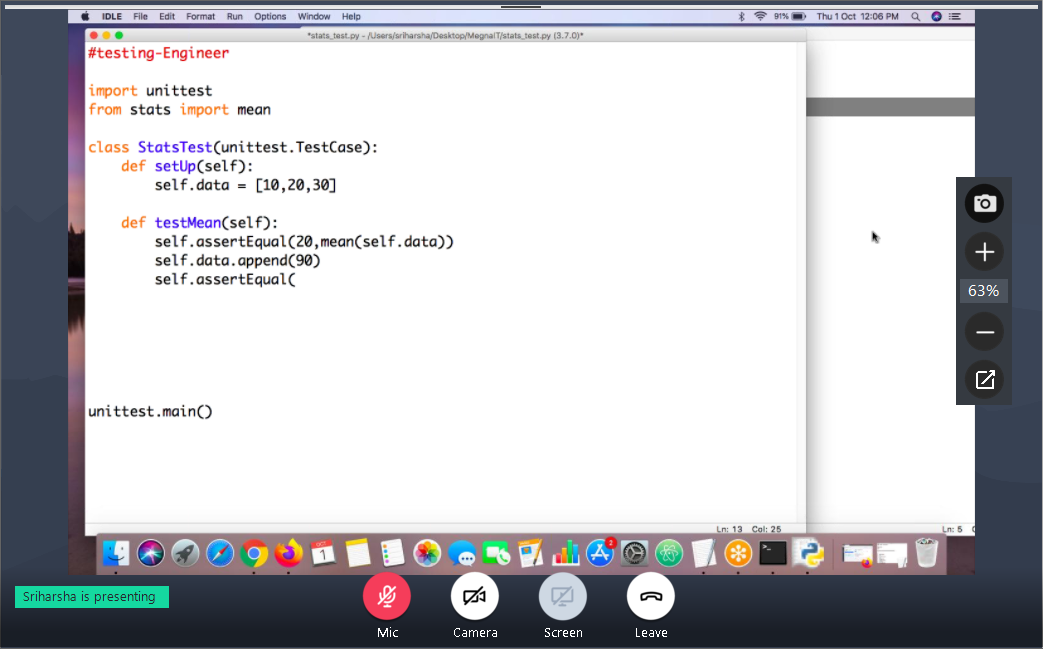 IDLE File Edit Format Run Options Window Help 91% Thu 1 Oct 12:06 PM
*stats_test.py - /Users/sriharsha/Desktop/MegnaIT/stats_test.py (3.7.0)*
#testing-Engineer
import unittest
from stats import mean
class StatsTest(unittest.TestCase):
def setUp(self):
self.data = [10,20,30]
def testMean(self):
self.assertEqual(20,mean(self.data))
self.data.append(90)
self.assertEqual(
63%
unittest.main()
Ln: 13 Col: 25
Ln: 5
OCT
1
2
Sriharsha is presenting
Mic Camera Screen Leave